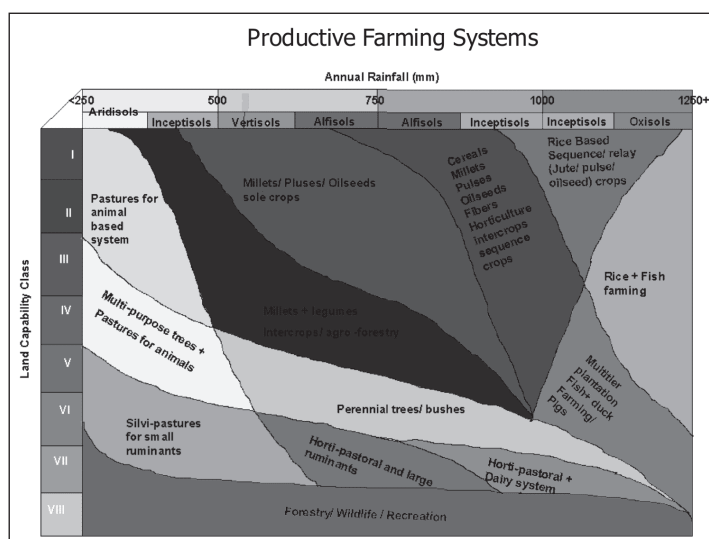 Productive Farming Systems
Annual Rainfall (mm)
<250
500
750
1000
1250+
Aridisols
Inceptisols
Vertisols
Alfisols
Alfisols
Inceptisols
Inceptisols
Oxisols
Land Capability Class
I
II
III
IV
V
VI
VII
VIII
Pastures for
animal
based
system
Millets/ Pluses/ Oilseeds
sole crops
Cereals
Millets
Pulses
Oilseeds
Fibers
Horticulture
Intercrops
sequence
crops
Rice Based
Sequence/ relay
(Jute/ pulse/
oilseed) crops
Rice + Fish
farming
Multi-purpose trees +
Pastures for animals
Millets + legumes
Intercrops/ agro -forestry
Multitier
plantation
Fish+ duck
Farming/
Pigs
Perennial trees/ bushes
Silvi-pastures
for small
ruminants
Horti-pastoral and large
ruminants
Horti-pastoral +
Dairy system
Forestry/ Wildlife / Recreation